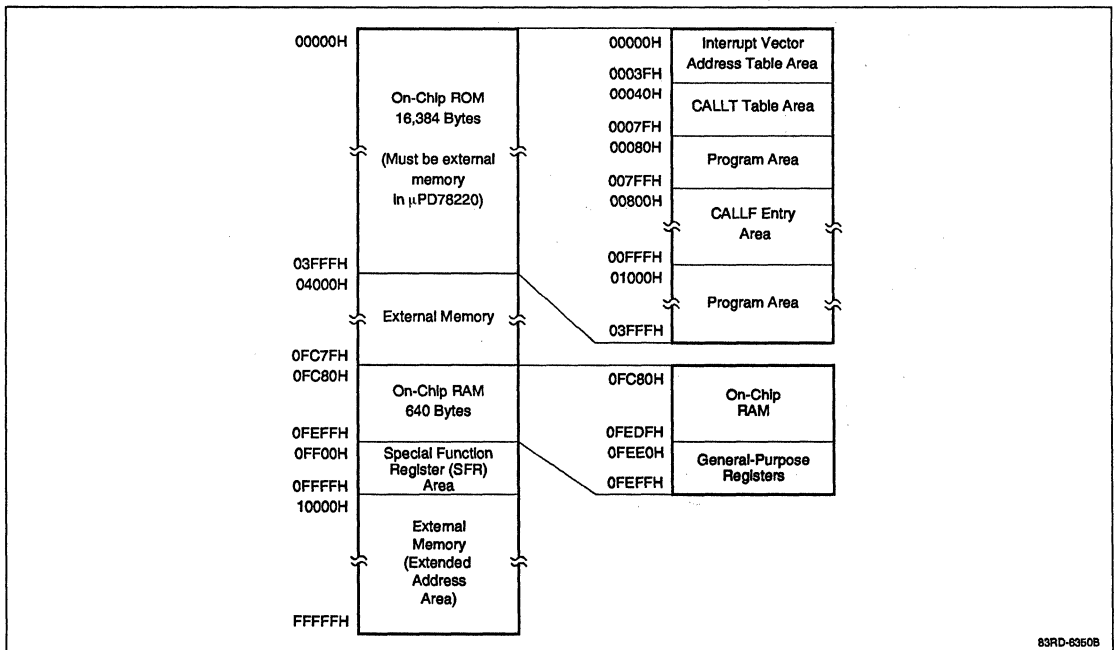 00000H
On-Chip ROM
16,384 Bytes
(Must be external
memory
in μPD78220)
03FFFH
04000H
External Memory
0FC7FH
0FC80H
On-Chip RAM
640 Bytes
0FEFFH
0FF00H
Special Function
Register (SFR)
Area
0FFFFH
10000H
External
Memory
(Extended
Address
Area)
FFFFFH
00000H
Interrupt Vector
Address Table Area
0003FH
00040H
CALLT Table Area
0007FH
00080H
Program Area
007FFH
00800H
CALLF Entry
Area
00FFFH
01000H
Program Area
03FFFH
0FC80H
On-Chip
RAM
0FEDFH
0FEE0H
General-Purpose
Registers
0FEFFH
83RD-6350B